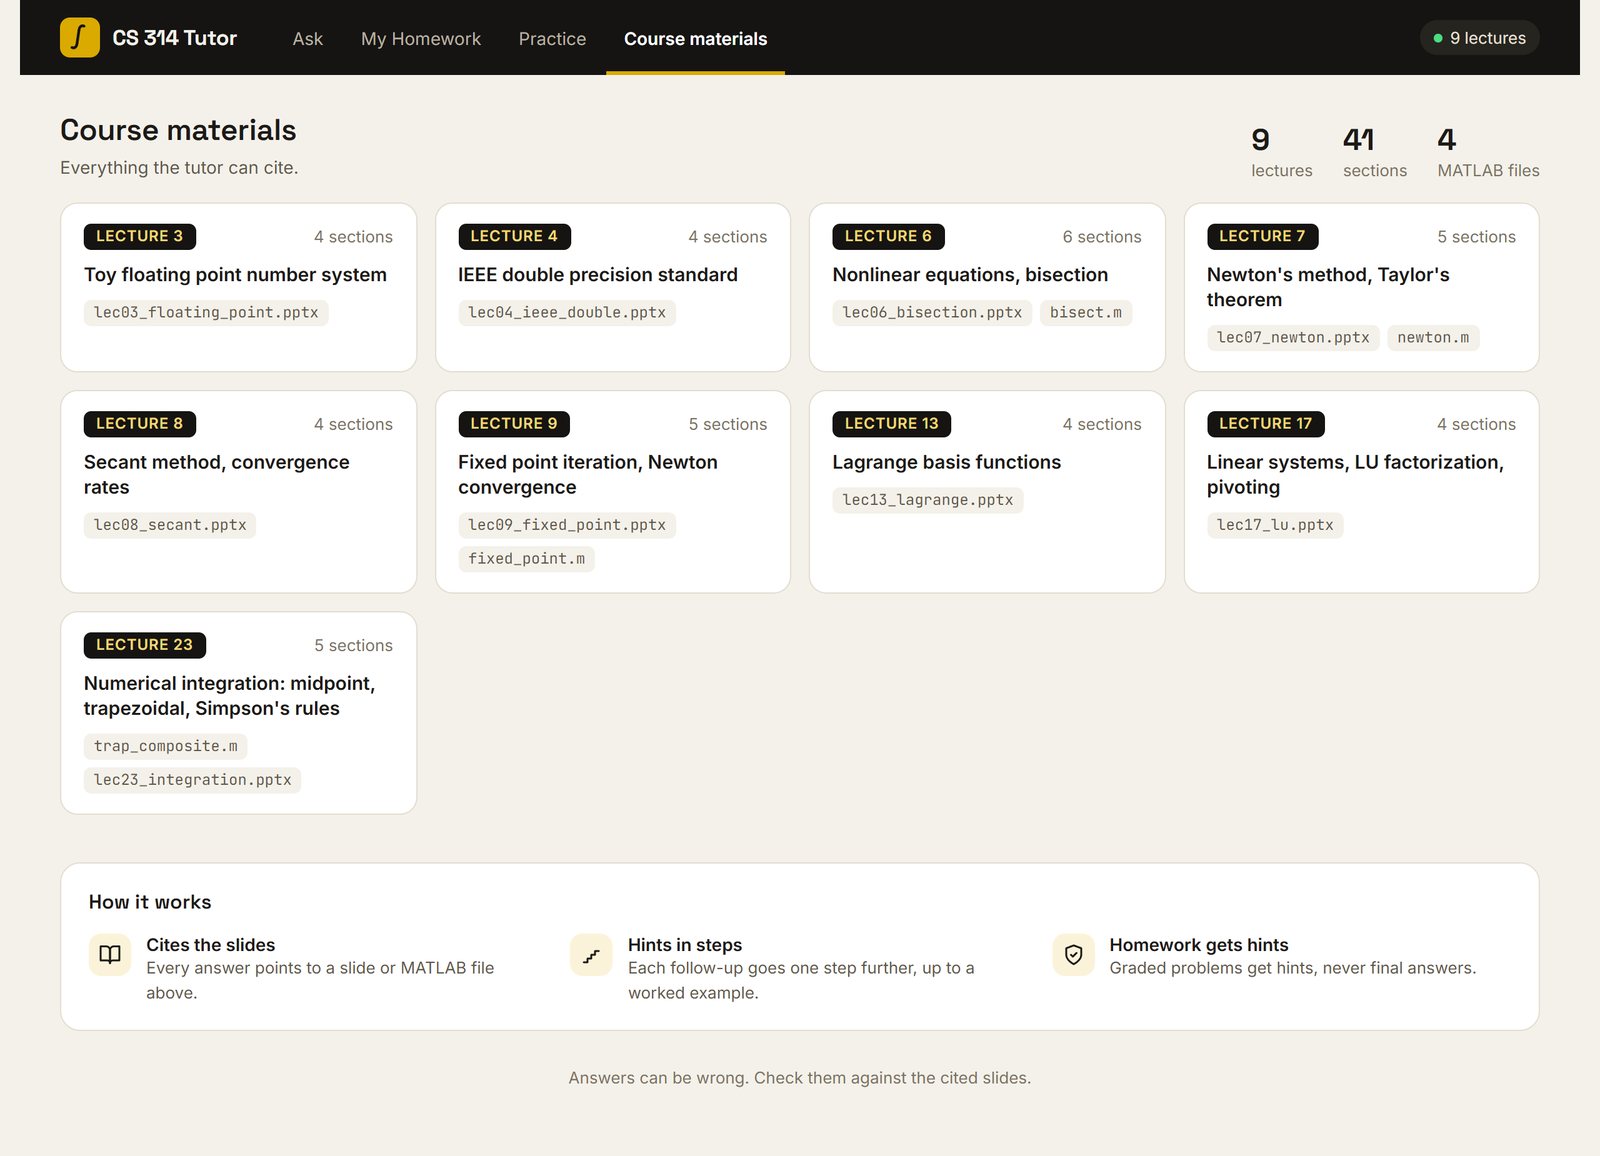 ∫ CS 314 Tutor Ask My Homework Practice Course materials 9 lectures
Course materials
Everything the tutor can cite.
9 41 4
lectures sections MATLAB files
LECTURE 3 4 sections
Toy floating point number system
lec03_floating_point.pptx
LECTURE 4 4 sections
IEEE double precision standard
lec04_ieee_double.pptx
LECTURE 6 6 sections
Nonlinear equations, bisection
lec06_bisection.pptx bisect.m
LECTURE 7 5 sections
Newton's method, Taylor's
theorem
lec07_newton.pptx newton.m
LECTURE 8 4 sections
Secant method, convergence
rates
lec08_secant.pptx
LECTURE 9 5 sections
Fixed point iteration, Newton
convergence
lec09_fixed_point.pptx
fixed_point.m
LECTURE 13 4 sections
Lagrange basis functions
lec13_lagrange.pptx
LECTURE 17 4 sections
Linear systems, LU factorization,
pivoting
lec17_lu.pptx
LECTURE 23 5 sections
Numerical integration: midpoint,
trapezoidal, Simpson's rules
trap_composite.m
lec23_integration.pptx
How it works
Cites the slides
Every answer points to a slide or MATLAB file
above.
Hints in steps
Each follow-up goes one step further, up to a
worked example.
Homework gets hints
Graded problems get hints, never final answers.
Answers can be wrong. Check them against the cited slides.